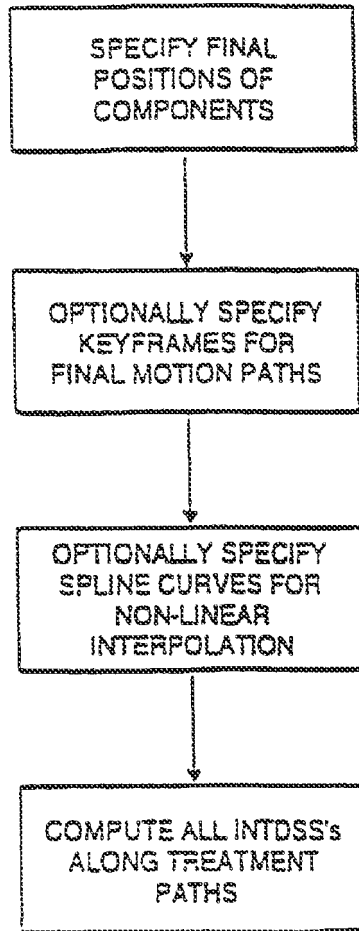 SPECIFY FINAL
POSITIONS OF
COMPONENTS
OPTIONALLY SPECIFY
KEYFRAMES FOR
FINAL MOTION PATHS
OPTIONALLY SPECIFY
SPLINE CURVES FOR
NON-LINEAR
INTERPOLATION
COMPUTE ALL INTDSS's
ALONG TREATMENT
PATHS